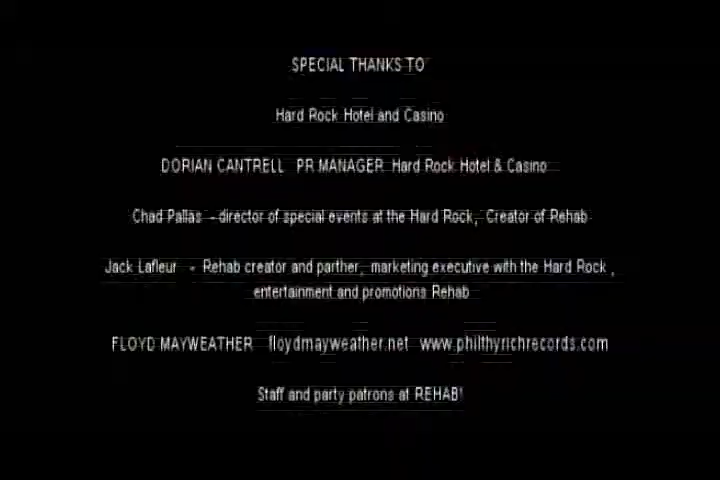 SPECIAL THANKS TO
Hard Rock Hotel and Casino
DORIAN CANTRELL PR MANAGER Hard Rock Hotel & Casino
Chad Pallas - director of special events at the Hard Rock, Creator of Rehab
Jack Lafleur - Rehab creator and parther, marketing executive with the Hard Rock ,
entertainment and promotions Rehab
FLOYD MAYWEATHER floydmayweather.net www.philthyrichrecords.com
Staff and party patrons at REHAB!